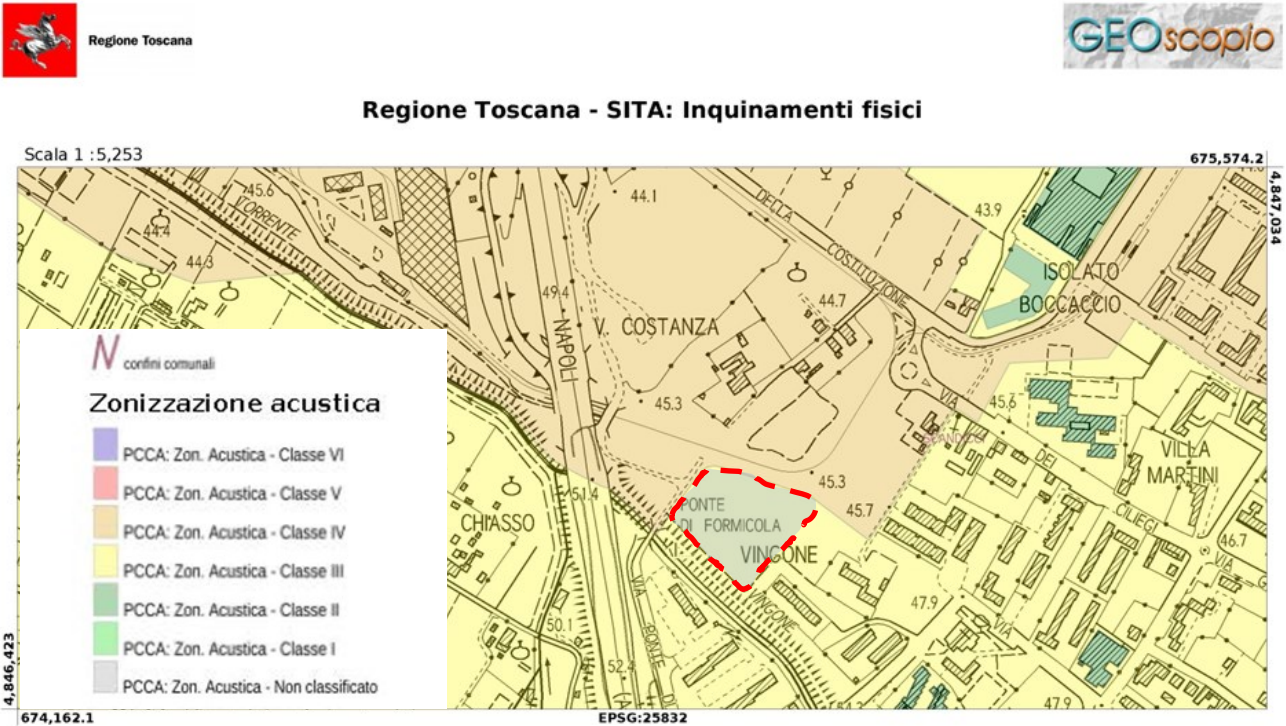 Regione Toscana
GEOscopio
Regione Toscana - SITA: Inquinamenti fisici
Scala 1 :5,253
675,574.2
4,847,034
45.6
TORRENTE
44.1
DELLA
43.9
44.4
44.3
COSTITUZIONE
ISOLATO
BOCCACCIO
49.4
44.7
NAPOLI
V. COSTANZA
N confini comunali
Zonizzazione acustica
PCCA: Zon. Acustica - Classe VI
PCCA: Zon. Acustica - Classe V
PCCA: Zon. Acustica - Classe IV
PCCA: Zon. Acustica - Classe III
PCCA: Zon. Acustica - Classe II
PCCA: Zon. Acustica - Classe I
PCCA: Zon. Acustica - Non classificato
45.3
VIA
45.6
SCANDICCI
DEI
VILLA
MARTINI
CILIEGI
45.3
45.7
51.4
PONTE
DI FORMICOLA
CHIASSO
VINGONE
46.7
VIA
VIA
PONTE
DI
VINGONE
47.9
VIA
50.1
52.4
47.9
4,846,423
674,162.1
EPSG:25832